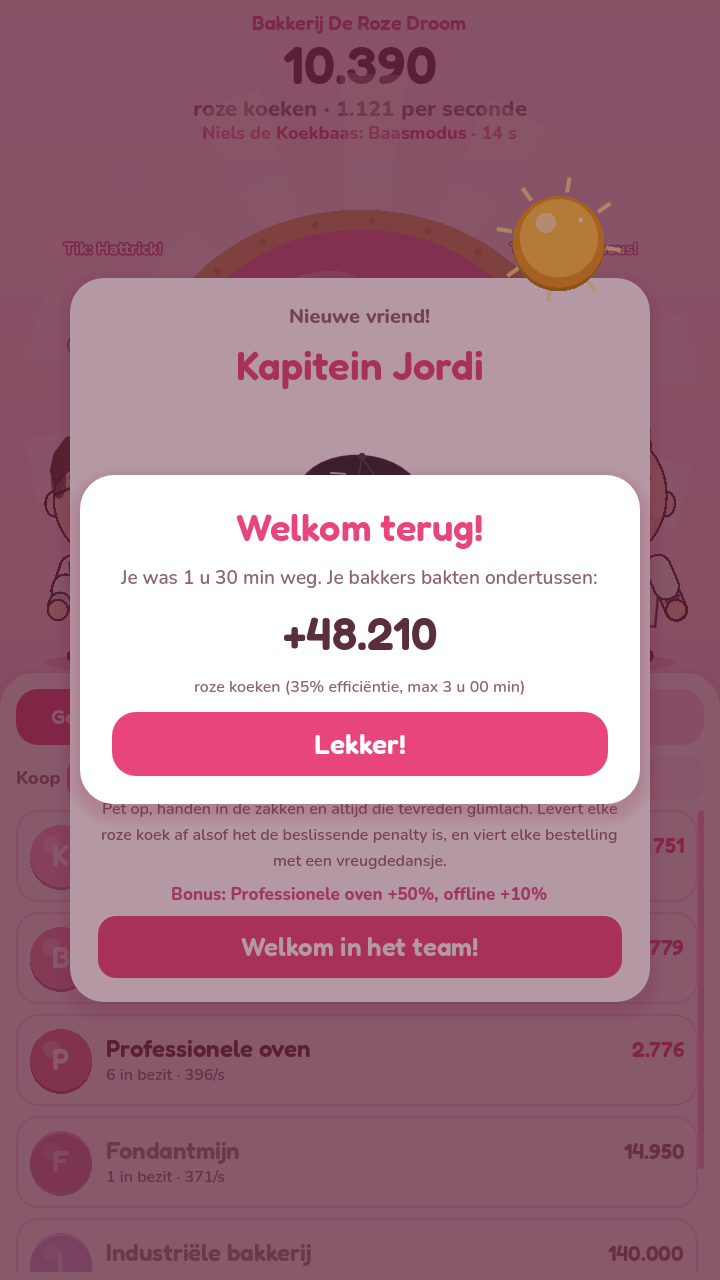 Bakkerij De Roze Droom
10.390
roze koeken · 1.121 per seconde
Niels de Koekbaas: Baasmodus · 14 s
Tik: Hattrick!
Nieuwe vriend!
Kapitein Jordi
Welkom terug!
Je was 1 u 30 min weg. Je bakkers bakten ondertussen:
+48.210
roze koeken (35% efficiëntie, max 3 u 00 min)
Lekker!
Pet op, handen in de zakken en altijd die tevreden glimlach. Levert elke
roze koek af alsof het de beslissende penalty is, en viert elke bestelling
met een vreugdedansje.
Bonus: Professionele oven +50%, offline +10%
Welkom in het team!
Koop
K
751
B
779
P
Professionele oven
2.776
6 in bezit · 396/s
F
Fondantmijn
14.950
1 in bezit · 371/s
I
Industriële bakkerij
140.000